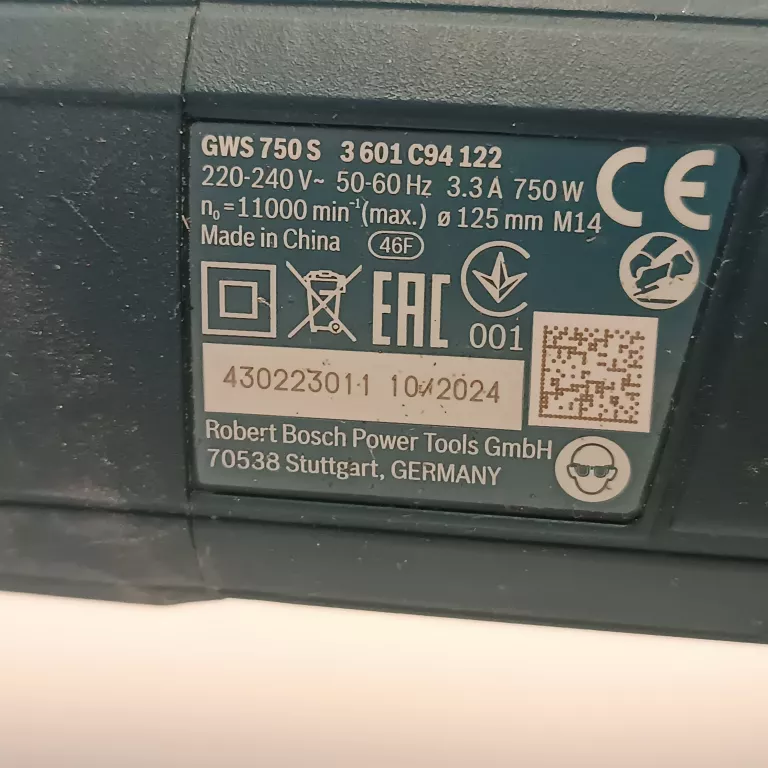 GWS 750 S 3 601 C94 122
220-240 V~ 50-60 Hz 3.3 A 750 W
n₀ =11000 min⁻¹(max.) ø 125 mm M14
Made in China 46F
CE
EAC 001
430223011 10/2024
Robert Bosch Power Tools GmbH
70538 Stuttgart, GERMANY